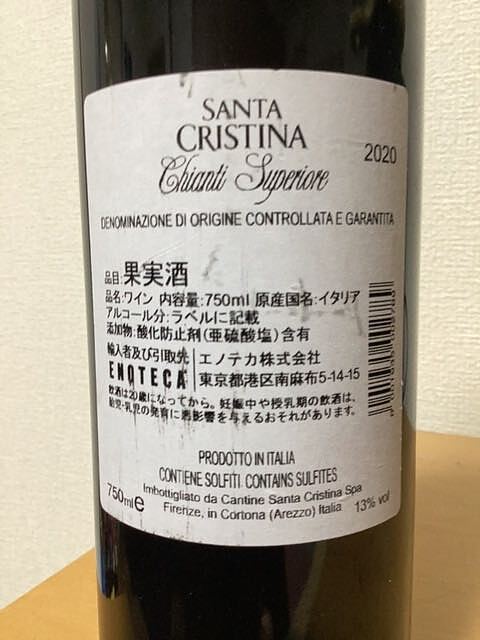 SANTA
CRISTINA
2020
Chianti Superiore
DENOMINAZIONE DI ORIGINE CONTROLLATA E GARANTITA
品目:果実酒
品名:ワイン 内容量:750ml 原産国名:イタリア
アルコール分:ラベルに記載
添加物:酸化防止剤(亜硫酸塩)含有
輸入者及び引取先 エノテカ株式会社
ENOTECA 東京都港区南麻布5-14-15
飲酒は20歳になってから。妊娠中や授乳期の飲酒は、
胎児・乳児の発育に悪影響を与えるおそれがあります。
PRODOTTO IN ITALIA
CONTIENE SOLFITI. CONTAINS SULFITES
750ml e
Imbottigliato da Cantine Santa Cristina Spa
Firenze, in Cortona (Arezzo) Italia
13% vol